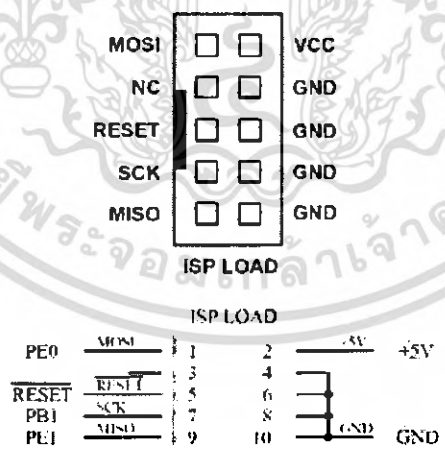 MOSI VCC
NC GND
RESET GND
SCK GND
MISO GND
ISP LOAD
ISP LOAD
PE0 MOSI 1 2 +5V +5V
3 4
RESET RESET 5 6
PB1 SCK 7 8
PE1 MISO 9 10 GND GND